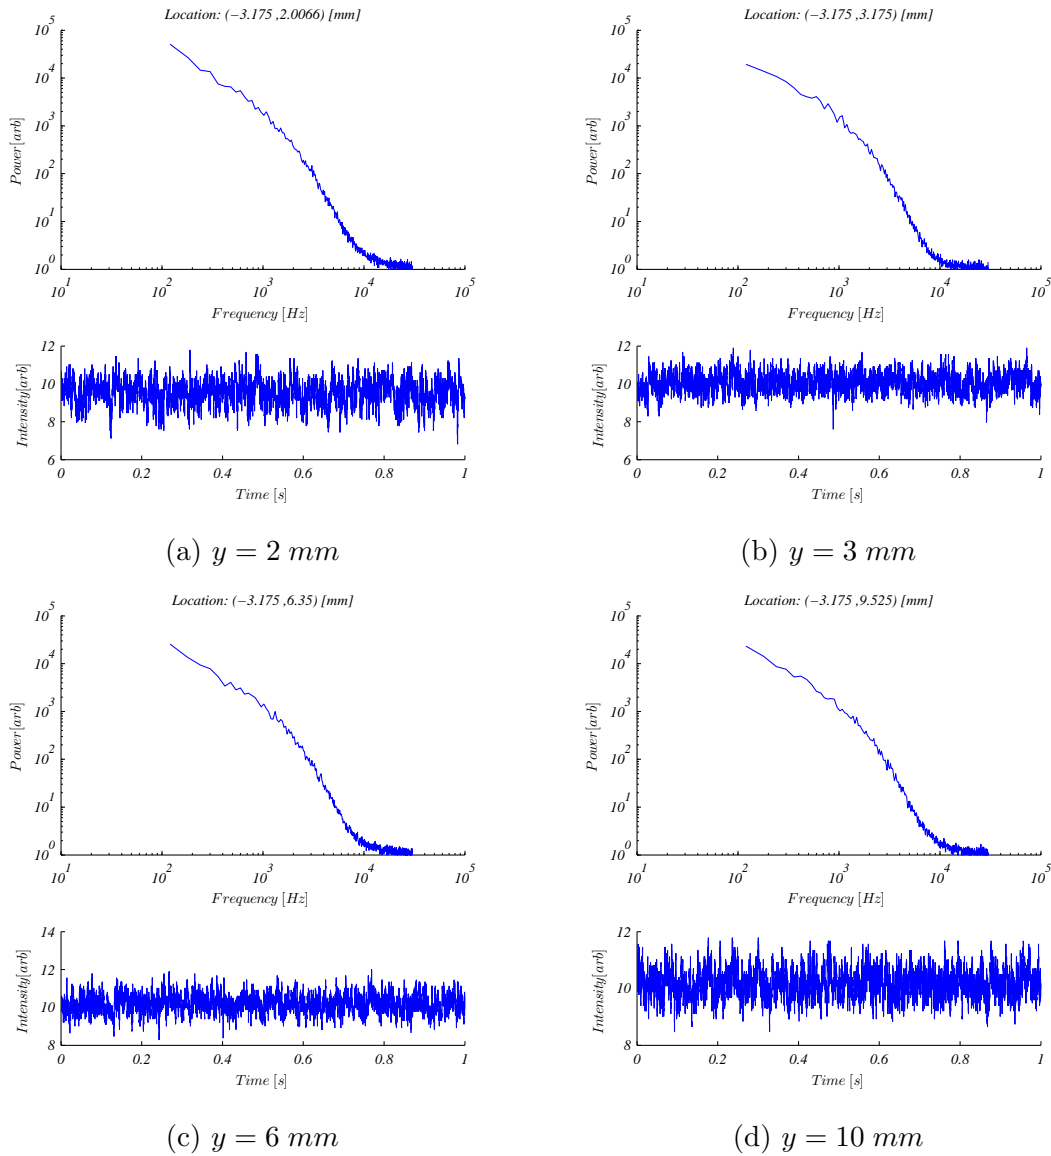 Location: (−3.175 ,2.0066) [mm]
10^5
10^4
10^3
10^2
10^1
10^0
Power[arb]
10^1 10^2 10^3 10^4 10^5
Frequency [Hz]
12
10
8
6
Intensity[arb]
0 0.2 0.4 0.6 0.8 1
Time [s]
(a) y = 2 mm
Location: (−3.175 ,3.175) [mm]
10^5
10^4
10^3
10^2
10^1
10^0
Power[arb]
10^1 10^2 10^3 10^4 10^5
Frequency [Hz]
12
10
8
6
Intensity[arb]
0 0.2 0.4 0.6 0.8 1
Time [s]
(b) y = 3 mm
Location: (−3.175 ,6.35) [mm]
10^5
10^4
10^3
10^2
10^1
10^0
Power[arb]
10^1 10^2 10^3 10^4 10^5
Frequency [Hz]
14
12
10
8
Intensity[arb]
0 0.2 0.4 0.6 0.8 1
Time [s]
(c) y = 6 mm
Location: (−3.175 ,9.525) [mm]
10^5
10^4
10^3
10^2
10^1
10^0
Power[arb]
10^1 10^2 10^3 10^4 10^5
Frequency [Hz]
12
10
8
Intensity[arb]
0 0.2 0.4 0.6 0.8 1
Time [s]
(d) y = 10 mm